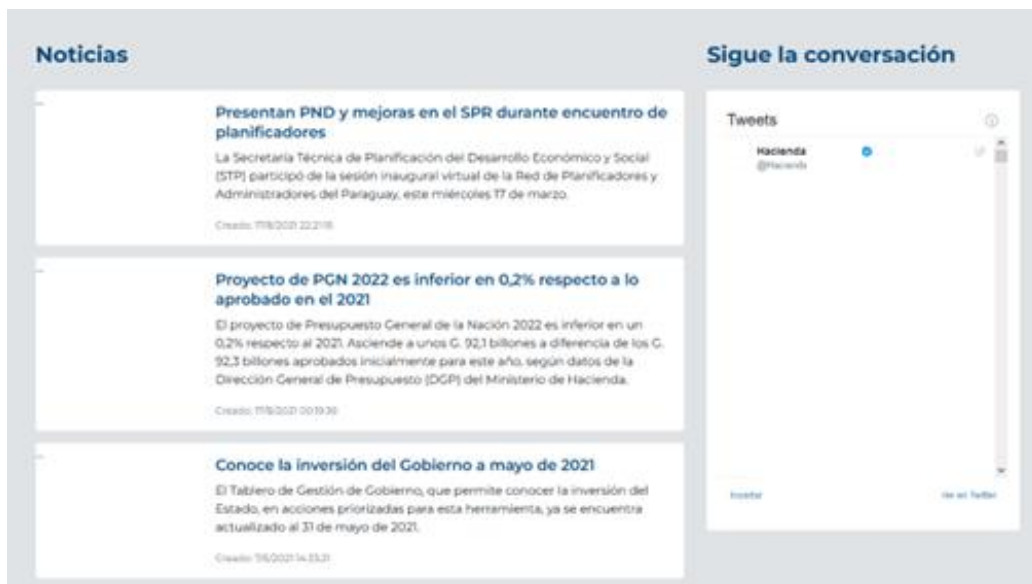 Noticias
Presentan PND y mejoras en el SPR durante encuentro de
planificadores
La Secretaría Técnica de Planificación del Desarrollo Económico y Social
(STP) participó de la sesión inaugural virtual de la Red de Planificadores y
Administradores del Paraguay, este miércoles 17 de marzo.
Creado:
Proyecto de PGN 2022 es inferior en 0,2% respecto a lo
aprobado en el 2021
El proyecto de Presupuesto General de la Nación 2022 es inferior en un
0,2% respecto al 2021. Asciende a unos G. 92,1 billones a diferencia de los G.
92,3 billones aprobados inicialmente para este año, según datos de la
Dirección General de Presupuesto (DGP) del Ministerio de Hacienda.
Creado:
Conoce la inversión del Gobierno a mayo de 2021
El Tablero de Gestión de Gobierno, que permite conocer la inversión del
Estado, en acciones priorizadas para esta herramienta, ya se encuentra
actualizado al 31 de mayo de 2021.
Creado:
Sigue la conversación
Tweets
Hacienda
@Hacienda
Insertar
Ver en Twitter